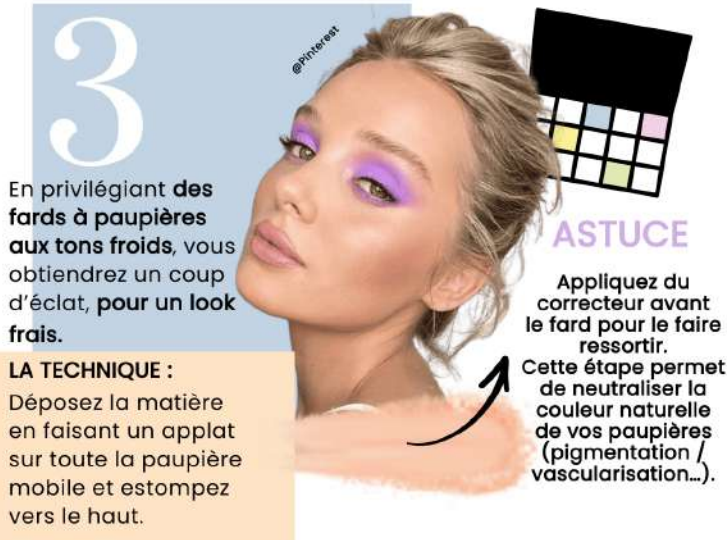 3
@Pinterest
En privilégiant des
fards à paupières
aux tons froids, vous
obtiendrez un coup
d'éclat, pour un look
frais.
LA TECHNIQUE :
Déposez la matière
en faisant un applat
sur toute la paupière
mobile et estompez
vers le haut.
ASTUCE
Appliquez du
correcteur avant
le fard pour le faire
ressortir.
Cette étape permet
de neutraliser la
couleur naturelle
de vos paupières
(pigmentation /
vascularisation...).